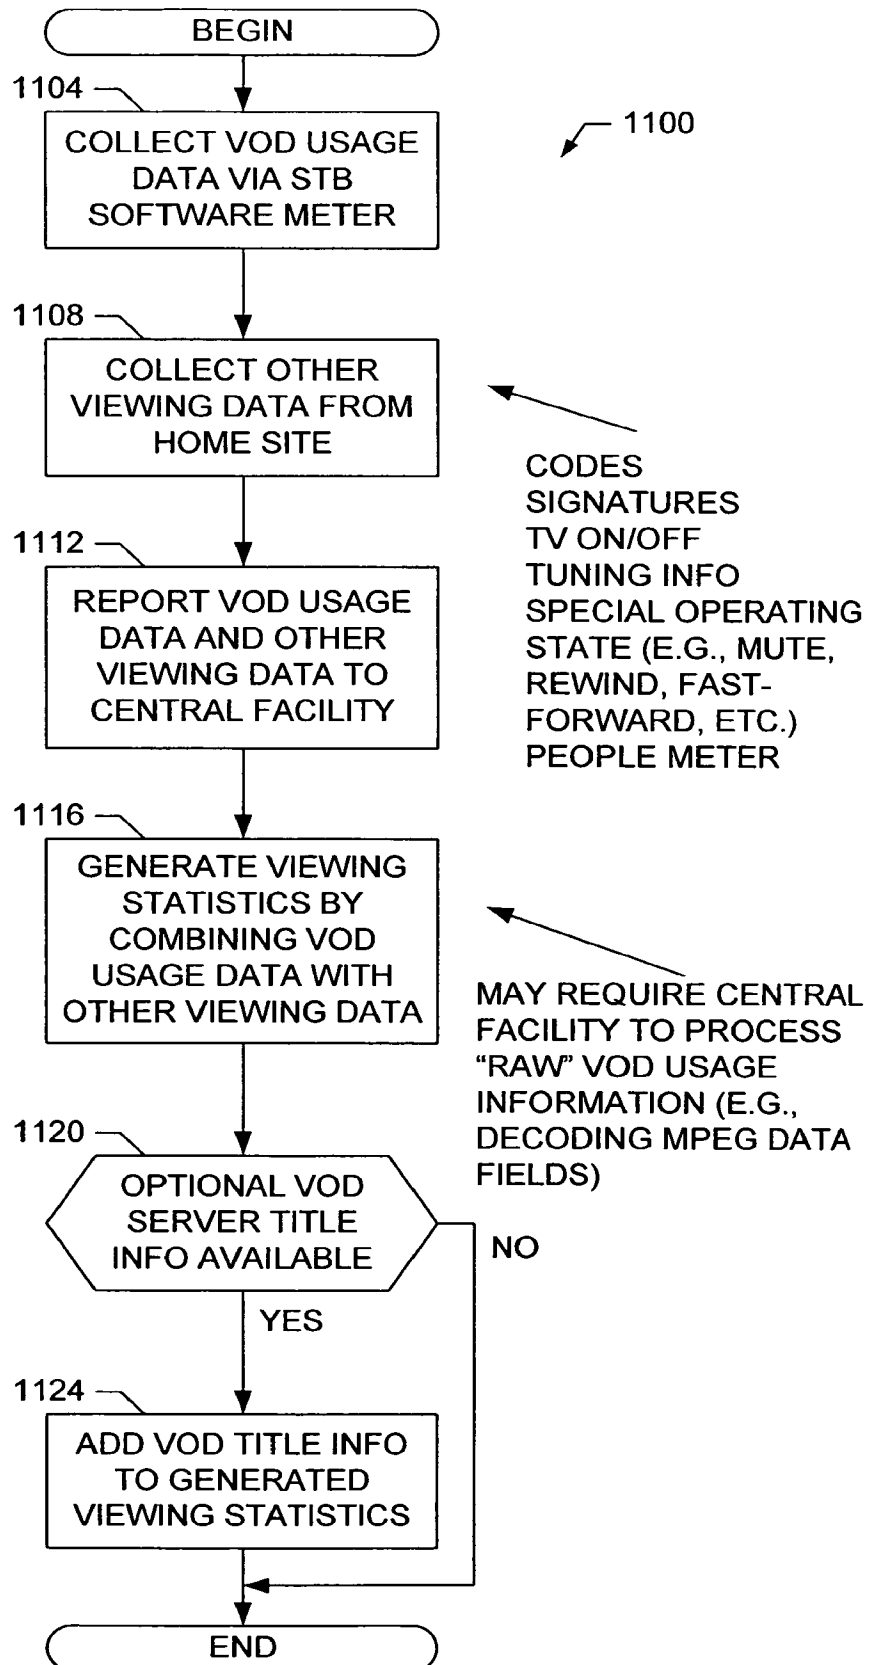 BEGIN
1104
COLLECT VOD USAGE
DATA VIA STB
SOFTWARE METER
1100
1108
COLLECT OTHER
VIEWING DATA FROM
HOME SITE
CODES
SIGNATURES
TV ON/OFF
TUNING INFO
SPECIAL OPERATING
STATE (E.G., MUTE,
REWIND, FAST-
FORWARD, ETC.)
PEOPLE METER
1112
REPORT VOD USAGE
DATA AND OTHER
VIEWING DATA TO
CENTRAL FACILITY
1116
GENERATE VIEWING
STATISTICS BY
COMBINING VOD
USAGE DATA WITH
OTHER VIEWING DATA
MAY REQUIRE CENTRAL
FACILITY TO PROCESS
“RAW” VOD USAGE
INFORMATION (E.G.,
DECODING MPEG DATA
FIELDS)
1120
OPTIONAL VOD
SERVER TITLE
INFO AVAILABLE
NO
YES
1124
ADD VOD TITLE INFO
TO GENERATED
VIEWING STATISTICS
END